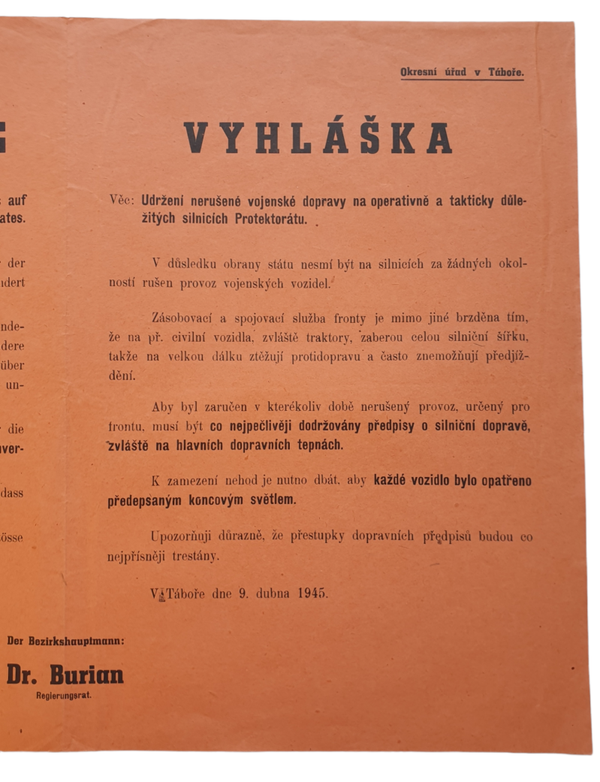 Okresní úřad v Táboře.
VYHLÁŠKA
Věc: Udržení nerušené vojenské dopravy na operativně a takticky důle-
žitých silnicích Protektorátu.
V důsledku obrany státu nesmí být na silnicích za žádných okol-
ností rušen provoz vojenských vozidel.
Zásobovací a spojovací služba fronty je mimo jiné brzděna tím,
že na př. civilní vozidla, zvláště traktory, zaberou celou silniční šířku,
takže na velkou dálku ztěžují protidopravu a často znemožňují předjíž-
dění.
Aby byl zaručen v kterékoliv době nerušený provoz, určený pro
frontu, musí být co nejpečlivěji dodržovány předpisy o silniční dopravě,
zvláště na hlavních dopravních tepnách.
K zamezení nehod je nutno dbát, aby každé vozidlo bylo opatřeno
předepsaným koncovým světlem.
Upozorňuji důrazně, že přestupky dopravních předpisů budou co
nejpřísněji trestány.
V Táboře dne 9. dubna 1945.
auf
ates.
der
ndert
nde-
dere
über
un-
die
ver-
dass
össe
Der Bezirkshauptmann:
Dr. Burian
Regierungsrat.